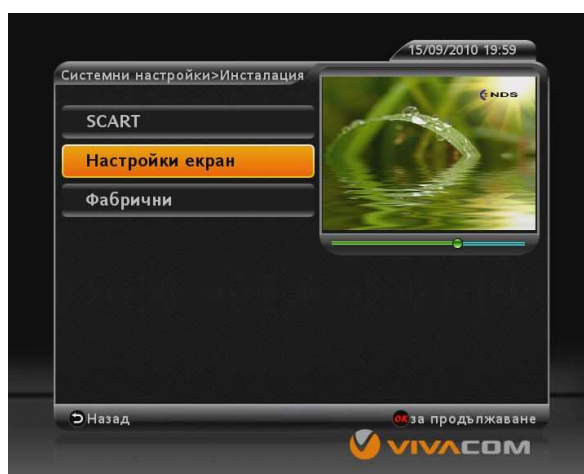 15/09/2010 19:59
Системни настройки>Инсталация
NDS
SCART
Настройки екран
Фабрични
Назад
OK за продължаване
VIVACOM